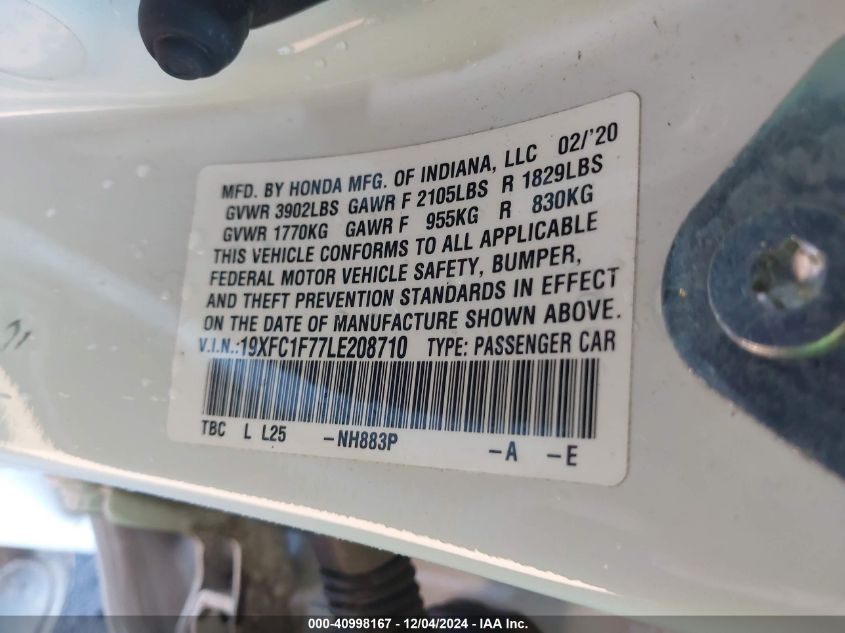 MFD. BY HONDA MFG. OF INDIANA, LLC 02/'20
GVWR 3902LBS GAWR F 2105LBS R 1829LBS
GVWR 1770KG GAWR F 955KG R 830KG
THIS VEHICLE CONFORMS TO ALL APPLICABLE
FEDERAL MOTOR VEHICLE SAFETY, BUMPER,
AND THEFT PREVENTION STANDARDS IN EFFECT
ON THE DATE OF MANUFACTURE SHOWN ABOVE.
V.I.N.:19XFC1F77LE208710 TYPE: PASSENGER CAR
TBC L L25 -NH883P -A -E
000-40998167 - 12/04/2024 - IAA Inc.